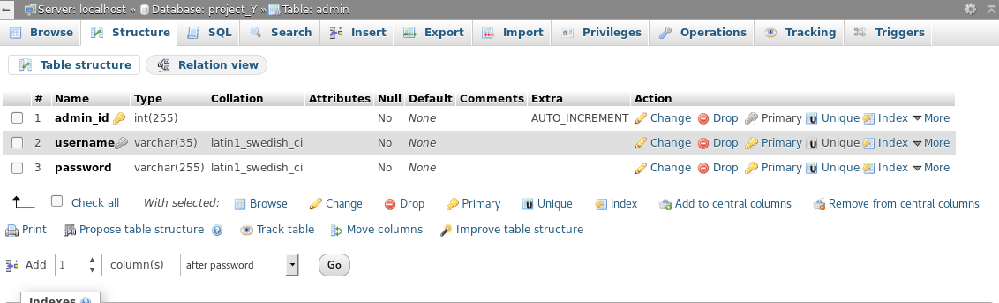 Server: localhost » Database: project_Y » Table: admin
Browse Structure SQL Search Insert Export Import Privileges Operations Tracking Triggers
Table structure Relation view
# Name Type Collation Attributes Null Default Comments Extra Action
1 admin_id int(255) No None AUTO_INCREMENT Change Drop Primary Unique Index More
2 username varchar(35) latin1_swedish_ci No None Change Drop Primary Unique Index More
3 password varchar(255) latin1_swedish_ci No None Change Drop Primary Unique Index More
Check all With selected: Browse Change Drop Primary Unique Index Add to central columns Remove from central columns
Print Propose table structure Track table Move columns Improve table structure
Add 1 column(s) after password Go
Indexes